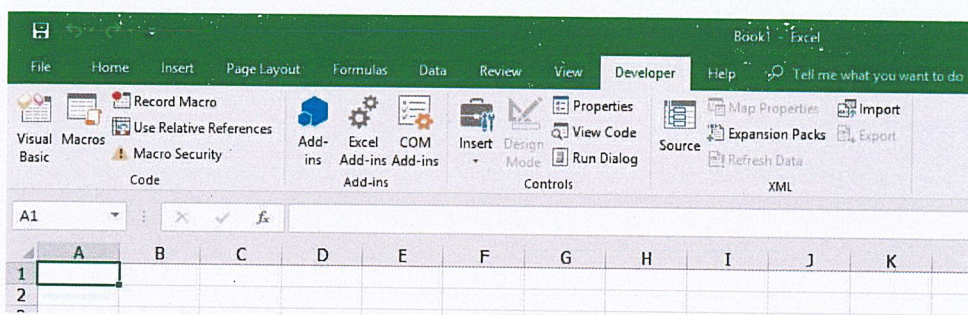 Book1 - Excel
File Home Insert Page Layout Formulas Data Review View Developer Help Tell me what you want to do
Visual Basic
Macros
Record Macro
Use Relative References
Macro Security
Code
Add-ins
Excel Add-ins
COM Add-ins
Add-ins
Insert
Design Mode
Properties
View Code
Run Dialog
Controls
Source
Map Properties
Expansion Packs
Refresh Data
Import
Export
XML
A1 fx
A B C D E F G H I J K
1
2